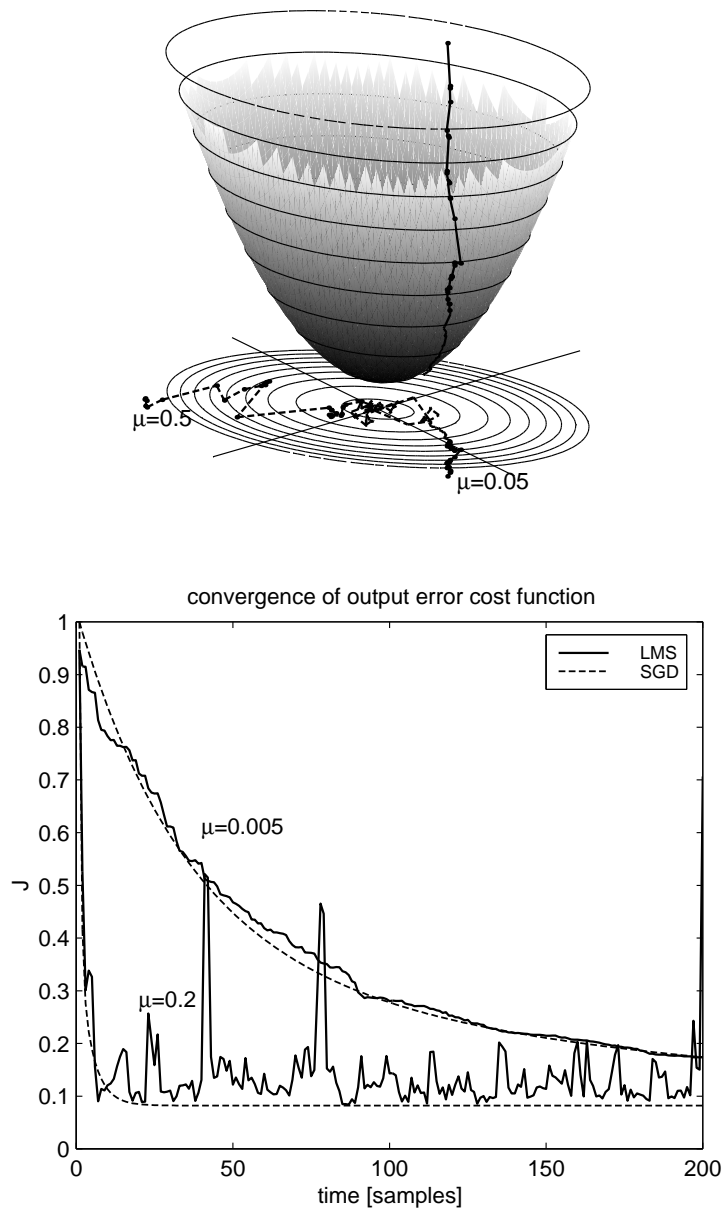 μ=0.5
μ=0.05
convergence of output error cost function
LMS
SGD
1
0.9
0.8
0.7
0.6
0.5
0.4
0.3
0.2
0.1
0
J
μ=0.005
μ=0.2
0
50
100
150
200
time [samples]